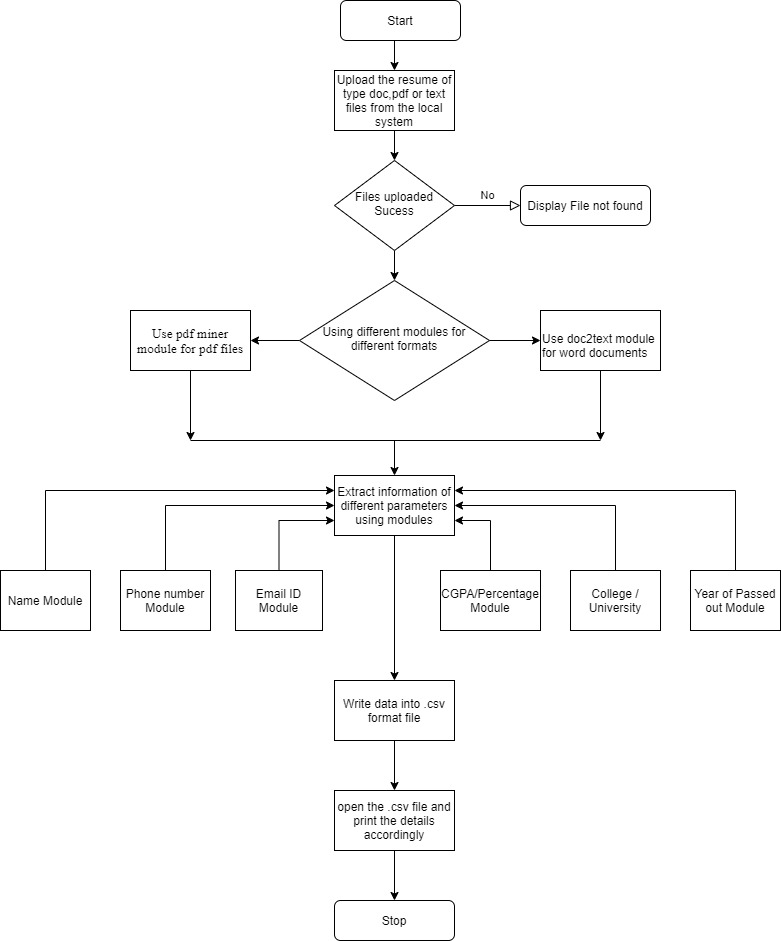 Start
Upload the resume of
type doc,pdf or text
files from the local
system
Files uploaded
Sucess
No
Display File not found
Using different modules for
different formats
Use pdf miner
module for pdf files
Use doc2text module
for word documents
Extract information of
different parameters
using modules
Name Module
Phone number
Module
Email ID
Module
CGPA/Percentage
Module
College /
University
Year of Passed
out Module
Write data into .csv
format file
open the .csv file and
print the details
accordingly
Stop